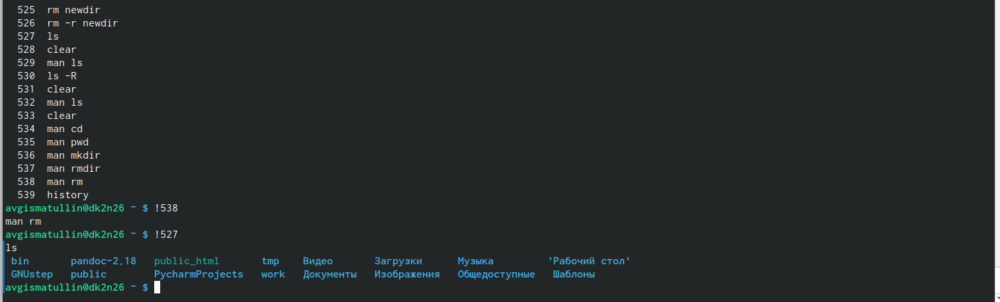 525 rm newdir
526 rm -r newdir
527 ls
528 clear
529 man ls
530 ls -R
531 clear
532 man ls
533 clear
534 man cd
535 man pwd
536 man mkdir
537 man rmdir
538 man rm
539 history
avgismatullin@dk2n26 ~ $ !538
man rm
avgismatullin@dk2n26 ~ $ !527
ls
bin pandoc-2.18 public_html tmp Видео Загрузки Музыка 'Рабочий стол'
GNUstep public PycharmProjects work Документы Изображения Общедоступные Шаблоны
avgismatullin@dk2n26 ~ $